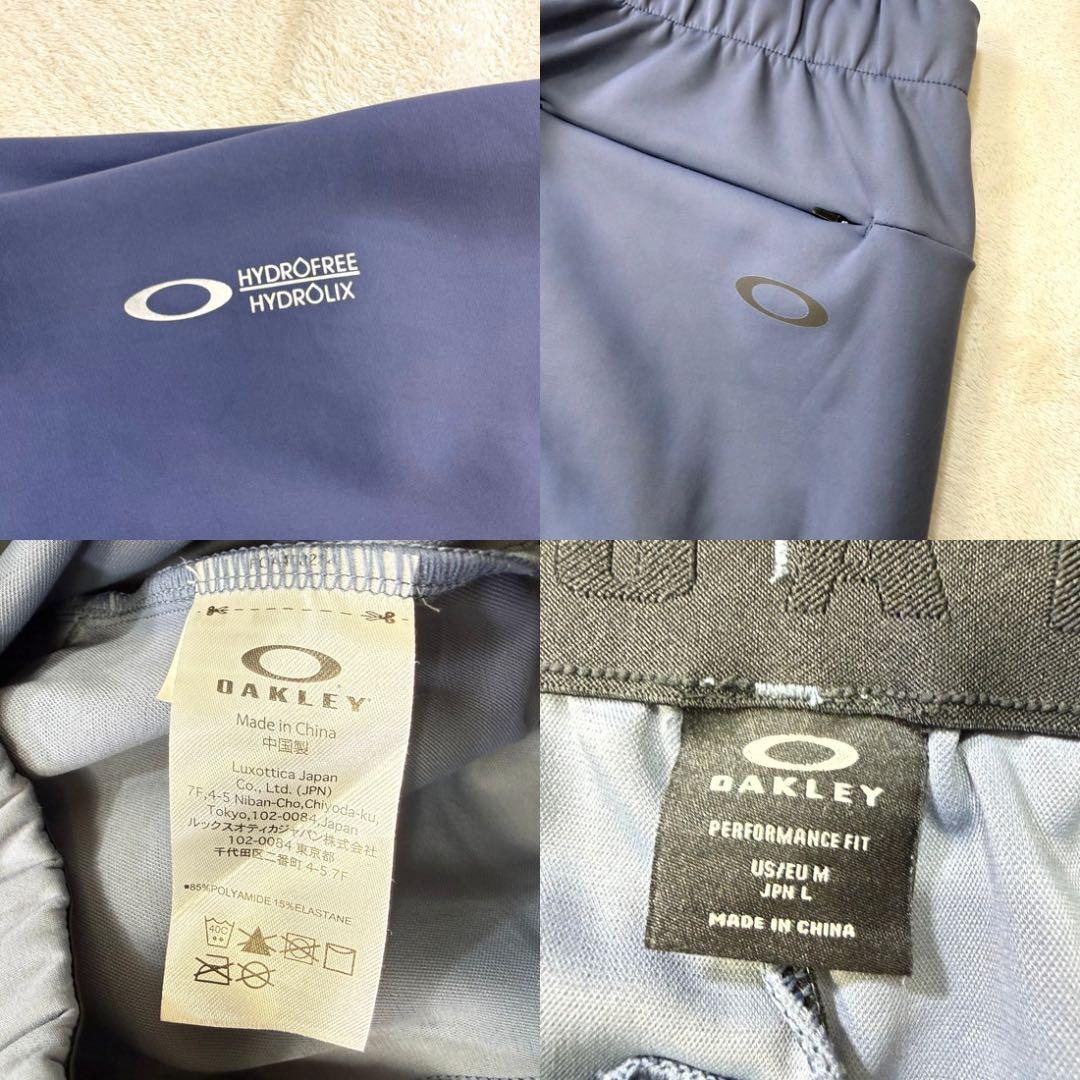 HYDROFREE
HYDROLIX
OAKLEY
Made in China
中国製
Luxottica Japan
Co., Ltd. (JPN)
7F,4-5 Niban-Cho,Chiyoda-ku,
Tokyo,102-0084,Japan
ルックスオティカジャパン株式会社
102-0084 東京都
千代田区二番町 4-5 7F
■85%POLYAMIDE 15%ELASTANE
40C
OAKLEY
PERFORMANCE FIT
US/EU M
JPN L
MADE IN CHINA